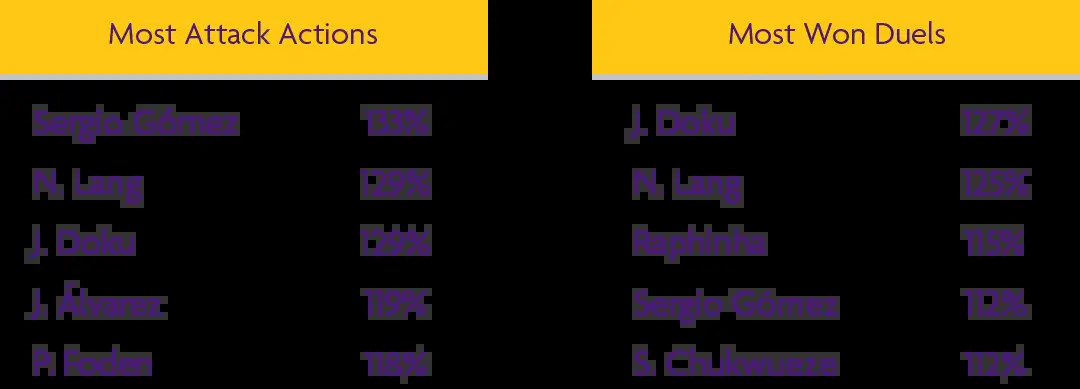 Most Attack Actions
Sergio Gómez 133%
N. Lang 129%
J. Doku 129%
J. Álvarez 119%
P. Foden 118%
Most Won Duels
J. Doku 127%
N. Lang 125%
Raphinha 115%
Sergio Gómez 112%
S. Chukwueze 112%